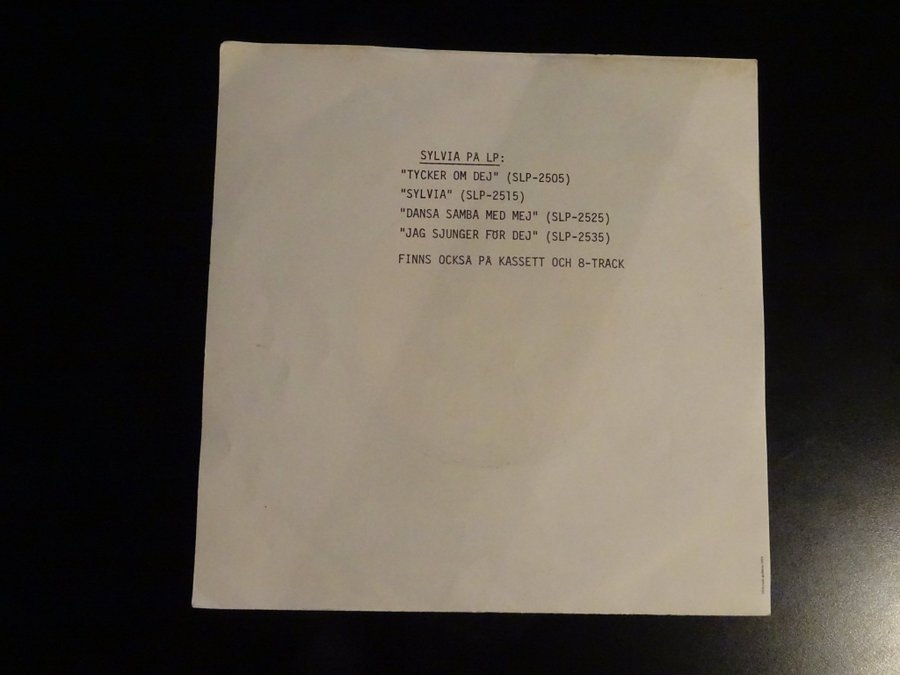 SYLVIA PÅ LP:
"TYCKER OM DEJ" (SLP-2505)
"SYLVIA" (SLP-2515)
"DANSA SAMBA MED MEJ" (SLP-2525)
"JAG SJUNGER FÖR DEJ" (SLP-2535)
FINNS OCKSÅ PÅ KASSETT OCH 8-TRACK